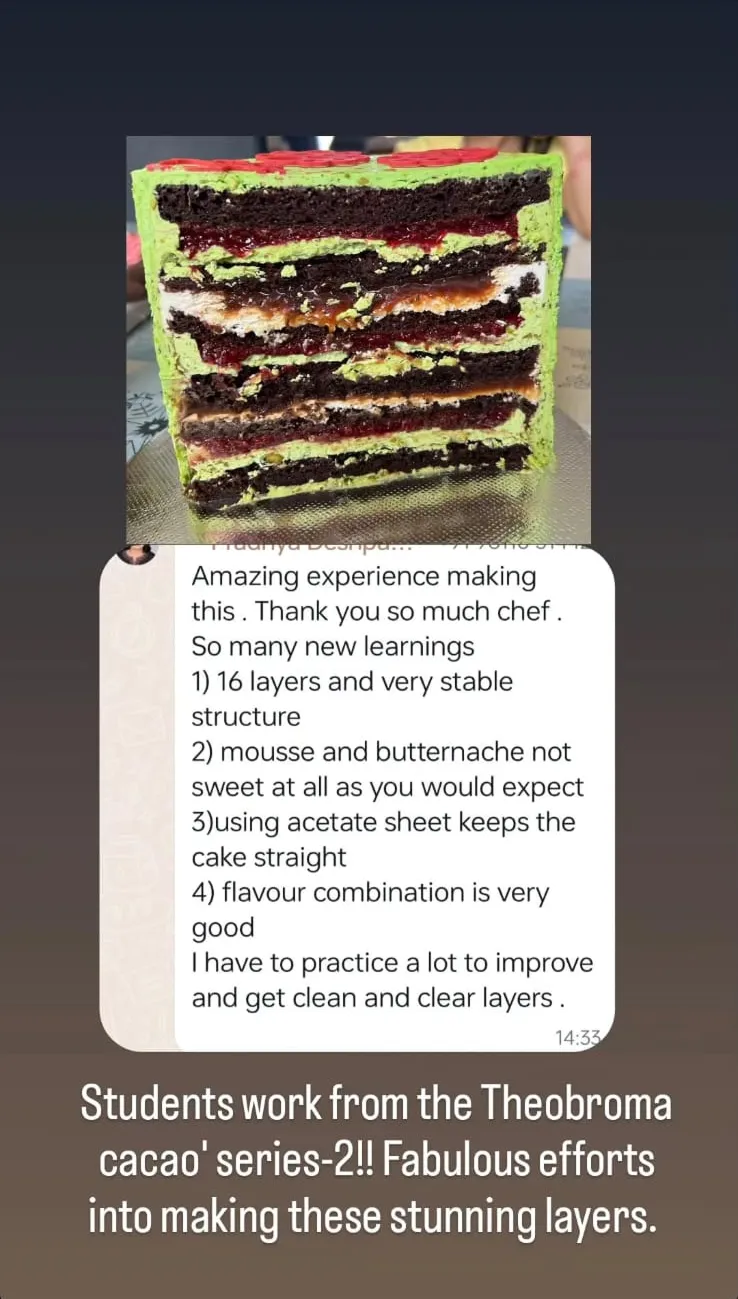 Amazing experience making
this . Thank you so much chef .
So many new learnings
1) 16 layers and very stable
structure
2) mousse and butternache not
sweet at all as you would expect
3)using acetate sheet keeps the
cake straight
4) flavour combination is very
good
I have to practice a lot to improve
and get clean and clear layers .
14:33
Students work from the Theobroma
cacao' series-2!! Fabulous efforts
into making these stunning layers.